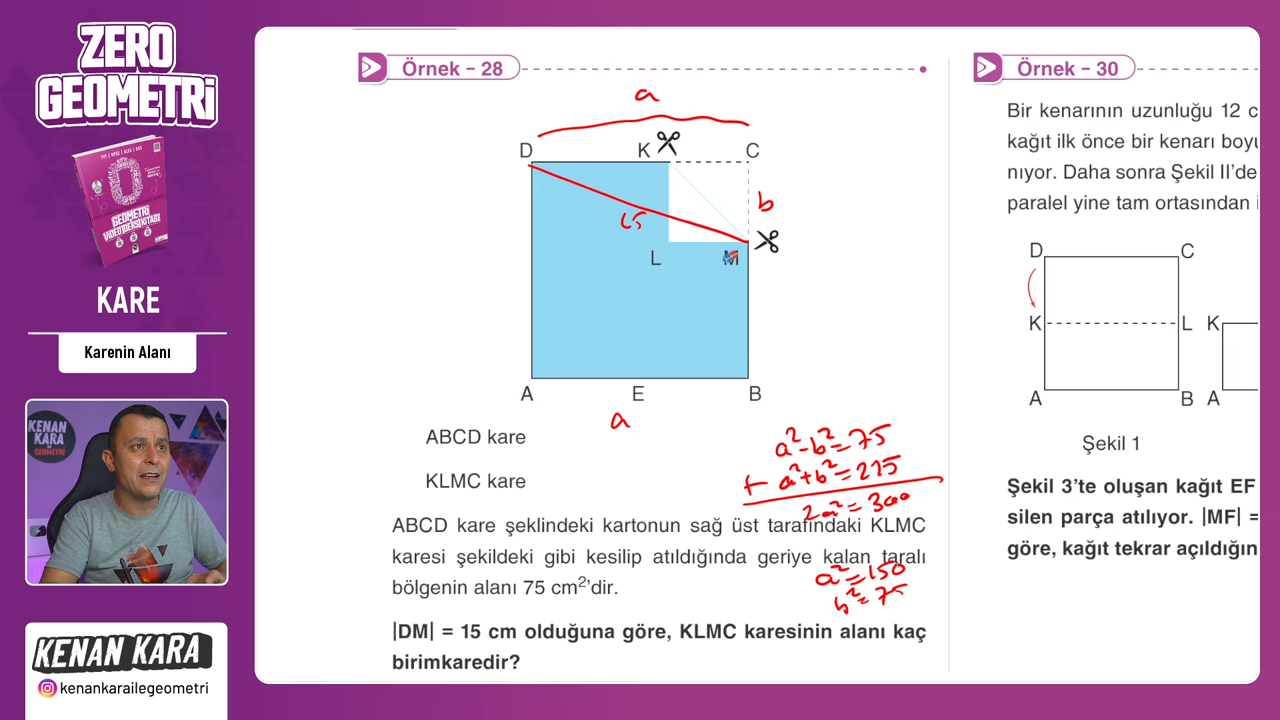 ZERO
GEOMETRİ
GEOMETRİ
VİDEO DERS KİTABI
KARE
Karenin Alanı
KENAN
KARA
GEOMETRİ
KENAN KARA
kenankarailegeometri
Örnek – 28
a
D
K
C
b
15
L
M
A
E
B
a
ABCD kare
KLMC kare
a²-b²=75
+ a²+b²=225
2a²=300
a²=150
b²=75
ABCD kare şeklindeki kartonun sağ üst tarafındaki KLMC
karesi şekildeki gibi kesilip atıldığında geriye kalan taralı
bölgenin alanı 75 cm²'dir.
|DM| = 15 cm olduğuna göre, KLMC karesinin alanı kaç
birimkaredir?
Örnek – 30
Bir kenarının uzunluğu 12 c
kağıt ilk önce bir kenarı boyu
nıyor. Daha sonra Şekil II'de
paralel yine tam ortasından i
D
C
K
L
K
A
B
A
Şekil 1
Şekil 3'te oluşan kağıt EF
silen parça atılıyor. |MF| =
göre, kağıt tekrar açıldığın